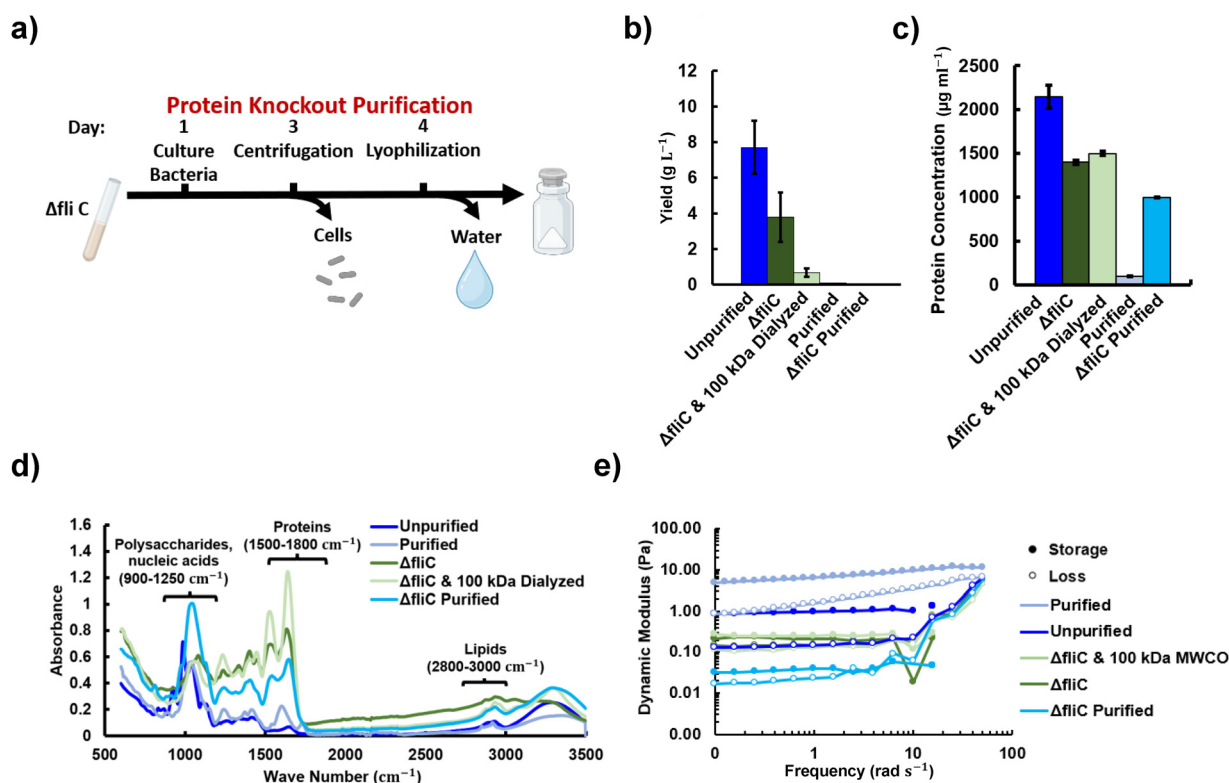 a)
Protein Knockout Purification
Day:
1
3
4
Culture
Bacteria
Centrifugation
Lyophilization
Δfli C
Cells
Water
b)
Yield (g L⁻¹)
12
10
8
6
4
2
0
Unpurified
ΔfliC
ΔfliC & 100 kDa Dialyzed
Purified
ΔfliC Purified
c)
Protein Concentration (µg ml⁻¹)
2500
2000
1500
1000
500
0
Unpurified
ΔfliC
ΔfliC & 100 kDa Dialyzed
Purified
ΔfliC Purified
d)
Absorbance
1.6
1.4
1.2
1
0.8
0.6
0.4
0.2
0
500
1000
1500
2000
2500
3000
3500
Wave Number (cm⁻¹)
Polysaccharides,
nucleic acids
(900-1250 cm⁻¹)
Proteins
(1500-1800 cm⁻¹)
Lipids
(2800-3000 cm⁻¹)
Unpurified
Purified
ΔfliC
ΔfliC & 100 kDa Dialyzed
ΔfliC Purified
e)
Dynamic Modulus (Pa)
100.00
10.00
1.00
0.10
0.01
0.00
0
1
10
100
Frequency (rad s⁻¹)
Storage
Loss
Purified
Unpurified
ΔfliC & 100 kDa MWCO
ΔfliC
ΔfliC Purified